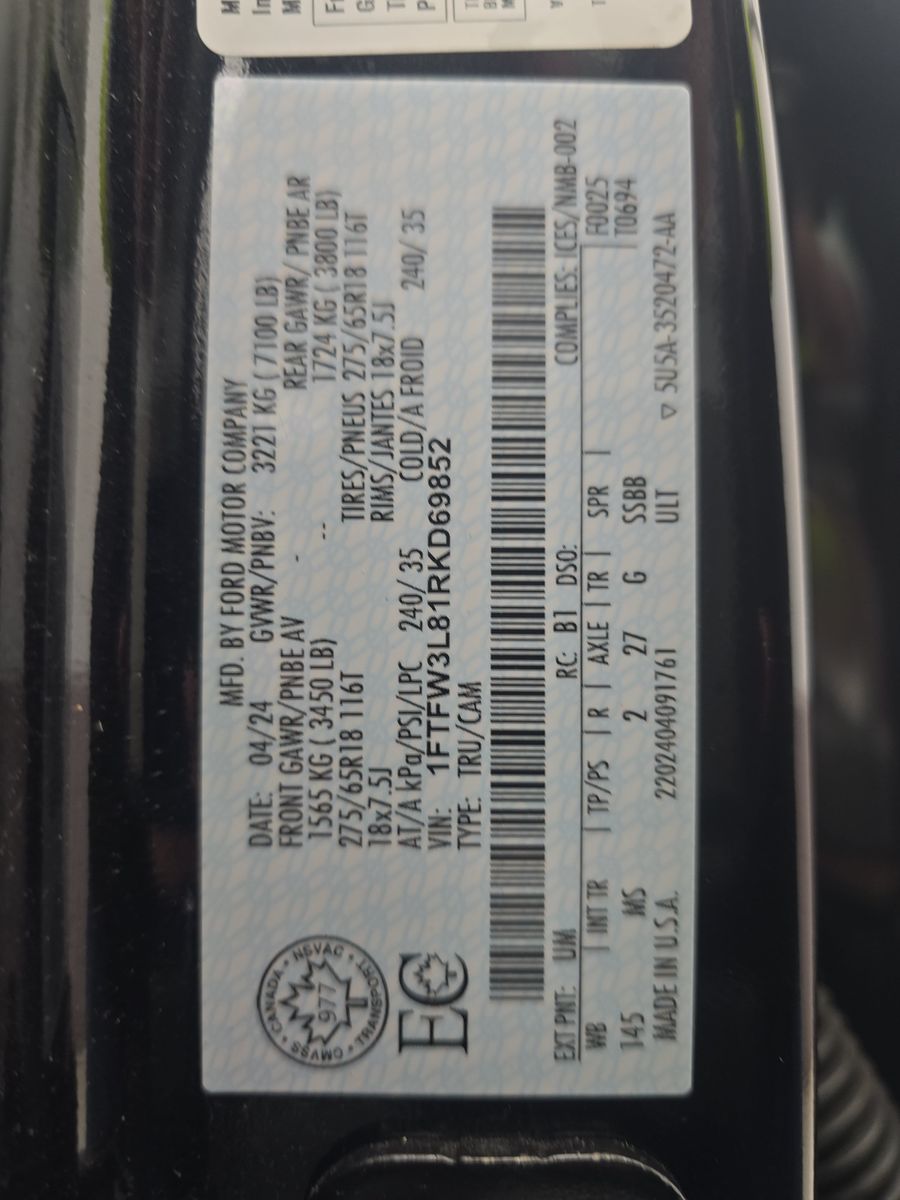 MFD. BY FORD MOTOR COMPANY
DATE: 04/24 GVWR/PNBV: 3221 KG ( 7100 LB)
FRONT GAWR/PNBE AV - REAR GAWR/ PNBE AR
1565 KG ( 3450 LB) -- 1724 KG ( 3800 LB)
275/65R18 116T TIRES/PNEUS 275/65R18 116T
18x7.5J RIMS/JANTES 18x7.5J
AT/A kPa/PSI/LPC 240/ 35 COLD/A FROID 240/ 35
VIN: 1FTFW3L81RKD69852
TYPE: TRU/CAM
CANADA • NSVAC • TRANSPORT • CMVSS •
977
T
EC
EXT PNT: UM RC: B1 DSO: COMPLIES: ICES/NMB-002
WB | INT TR | TP/PS | R | AXLE | TR | SPR | F0025
145 MS 2 27 G SSBB T0694
MADE IN U.S.A. 220240409176I ULT ▽ 5U5A-3520472-AA